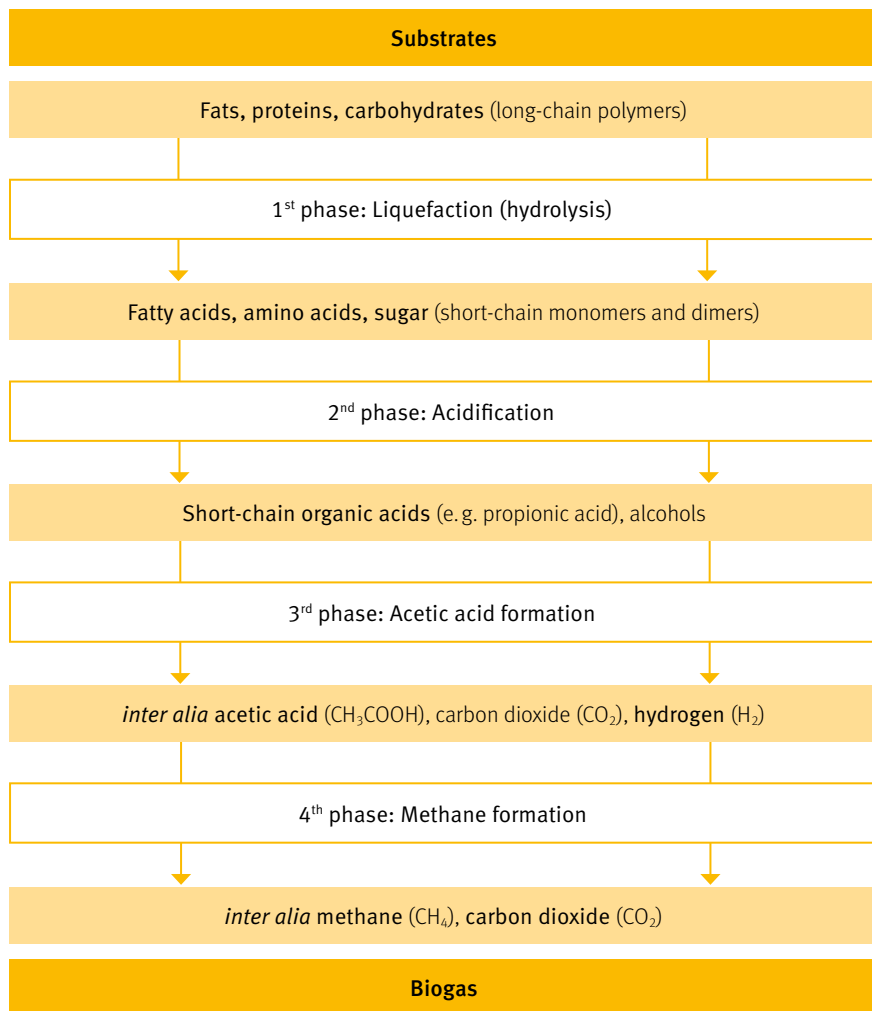 Substrates
Fats, proteins, carbohydrates (long-chain polymers)
1st phase: Liquefaction (hydrolysis)
Fatty acids, amino acids, sugar (short-chain monomers and dimers)
2nd phase: Acidification
Short-chain organic acids (e. g. propionic acid), alcohols
3rd phase: Acetic acid formation
inter alia acetic acid (CH₃COOH), carbon dioxide (CO₂), hydrogen (H₂)
4th phase: Methane formation
inter alia methane (CH₄), carbon dioxide (CO₂)
Biogas